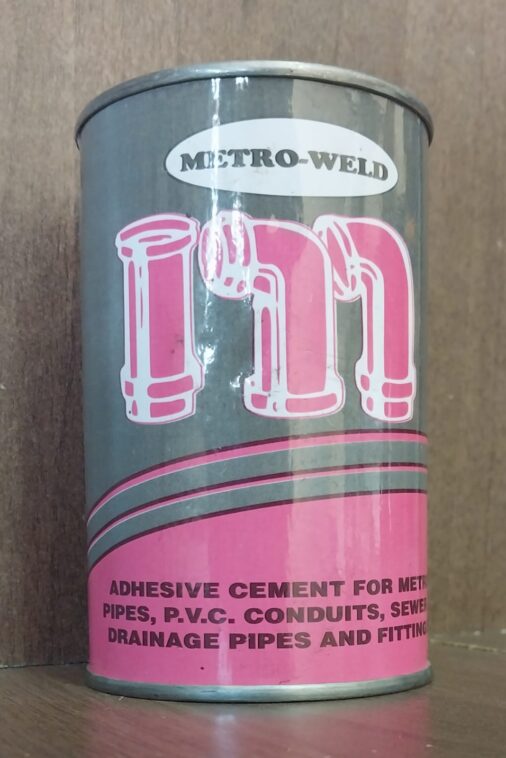 METRO-WELD
m
ADHESIVE CEMENT FOR
PIPES, P.V.C. CONDUITS,
DRAINAGE PIPES AND